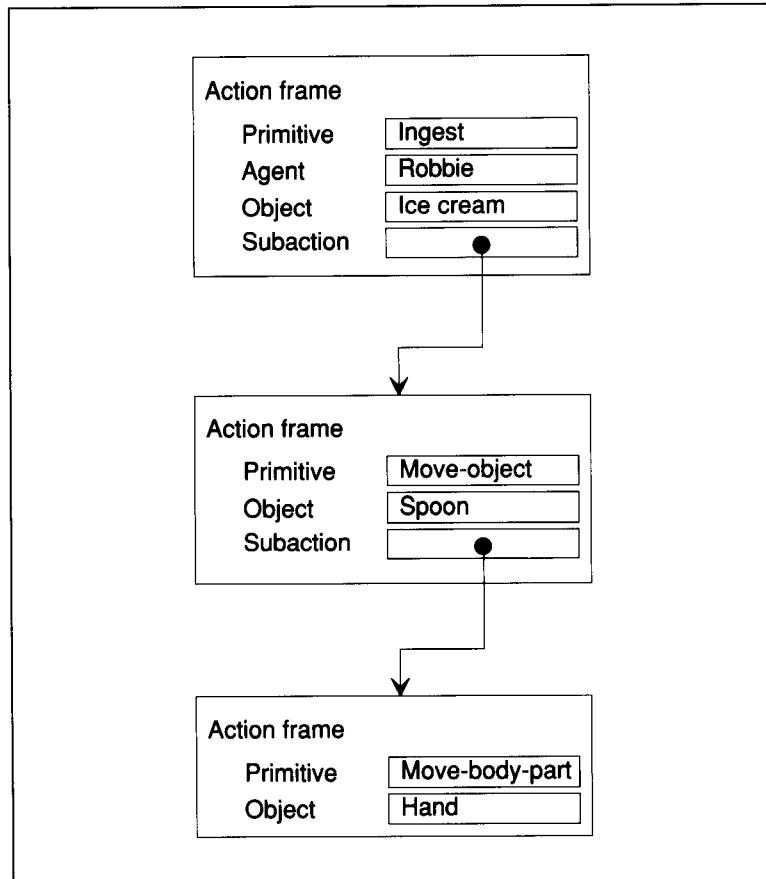 Action frame
Primitive Ingest
Agent Robbie
Object Ice cream
Subaction
Action frame
Primitive Move-object
Object Spoon
Subaction
Action frame
Primitive Move-body-part
Object Hand